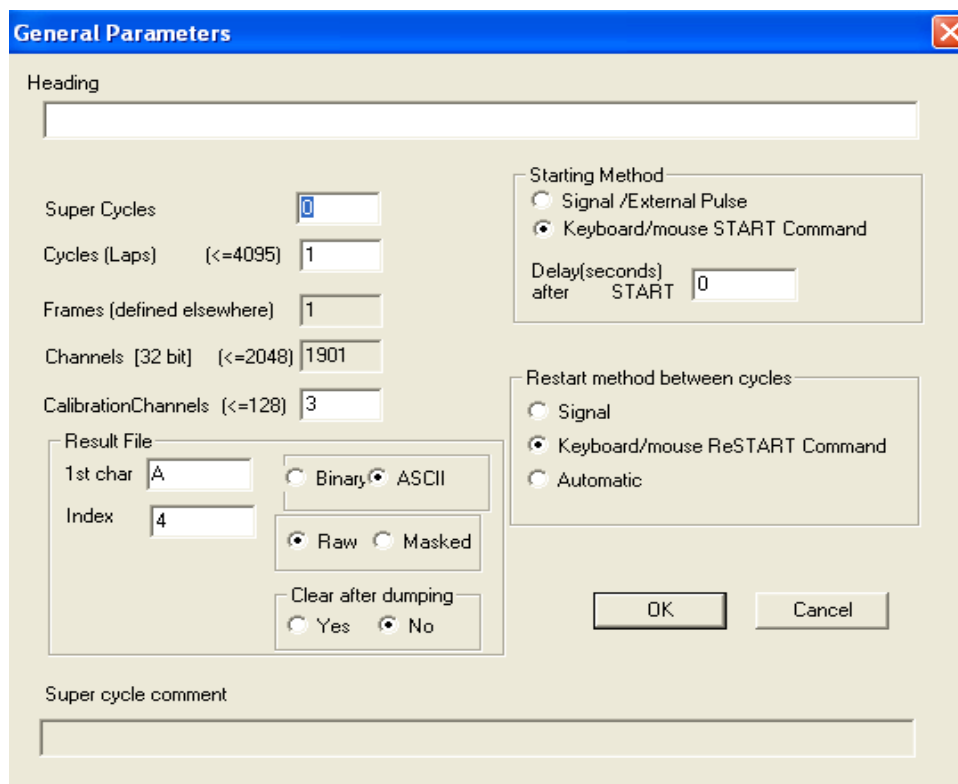 General Parameters
Heading
Super Cycles 0
Cycles (Laps) (<=4095) 1
Frames (defined elsewhere) 1
Channels [32 bit] (<=2048) 1901
CalibrationChannels (<=128) 3
Starting Method
Signal /External Pulse
Keyboard/mouse START Command
Delay(seconds)
after START 0
Restart method between cycles
Signal
Keyboard/mouse ReSTART Command
Automatic
Result File
1st char A
Index 4
Binary ASCII
Raw Masked
Clear after dumping
Yes No
OK Cancel
Super cycle comment